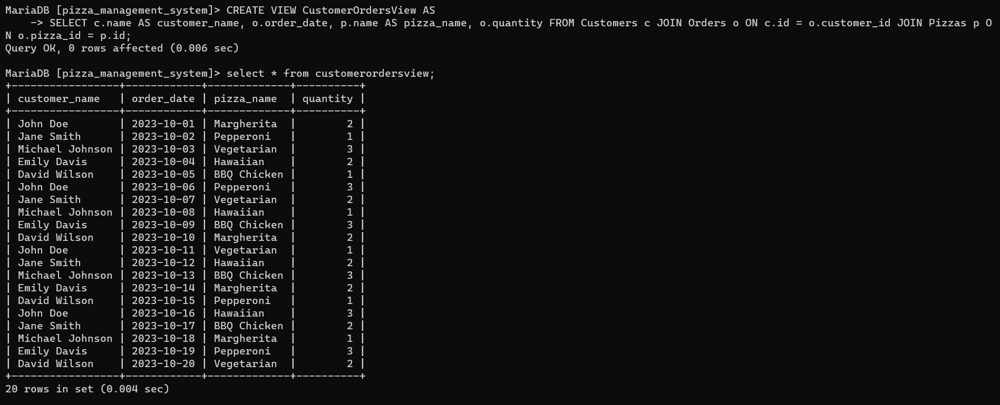 MariaDB [pizza_management_system]> CREATE VIEW CustomerOrdersView AS
    -> SELECT c.name AS customer_name, o.order_date, p.name AS pizza_name, o.quantity FROM Customers c JOIN Orders o ON c.id = o.customer_id JOIN Pizzas p O
N o.pizza_id = p.id;
Query OK, 0 rows affected (0.006 sec)

MariaDB [pizza_management_system]> select * from customerordersview;
+-----------------+------------+-------------+----------+
| customer_name   | order_date | pizza_name  | quantity |
+-----------------+------------+-------------+----------+
| John Doe        | 2023-10-01 | Margherita  |        2 |
| Jane Smith      | 2023-10-02 | Pepperoni   |        1 |
| Michael Johnson | 2023-10-03 | Vegetarian  |        3 |
| Emily Davis     | 2023-10-04 | Hawaiian    |        2 |
| David Wilson    | 2023-10-05 | BBQ Chicken |        1 |
| John Doe        | 2023-10-06 | Pepperoni   |        3 |
| Jane Smith      | 2023-10-07 | Vegetarian  |        2 |
| Michael Johnson | 2023-10-08 | Hawaiian    |        1 |
| Emily Davis     | 2023-10-09 | BBQ Chicken |        3 |
| David Wilson    | 2023-10-10 | Margherita  |        2 |
| John Doe        | 2023-10-11 | Vegetarian  |        1 |
| Jane Smith      | 2023-10-12 | Hawaiian    |        2 |
| Michael Johnson | 2023-10-13 | BBQ Chicken |        3 |
| Emily Davis     | 2023-10-14 | Margherita  |        2 |
| David Wilson    | 2023-10-15 | Pepperoni   |        1 |
| John Doe        | 2023-10-16 | Hawaiian    |        3 |
| Jane Smith      | 2023-10-17 | BBQ Chicken |        2 |
| Michael Johnson | 2023-10-18 | Margherita  |        1 |
| Emily Davis     | 2023-10-19 | Pepperoni   |        3 |
| David Wilson    | 2023-10-20 | Vegetarian  |        2 |
+-----------------+------------+-------------+----------+
20 rows in set (0.004 sec)